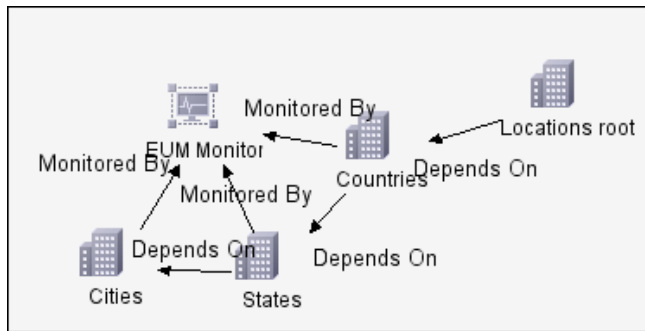 Monitored By
Locations root
EUM Monitor
Monitored By
Depends On
Countries
Monitored By
Depends On
Depends On
Cities
States